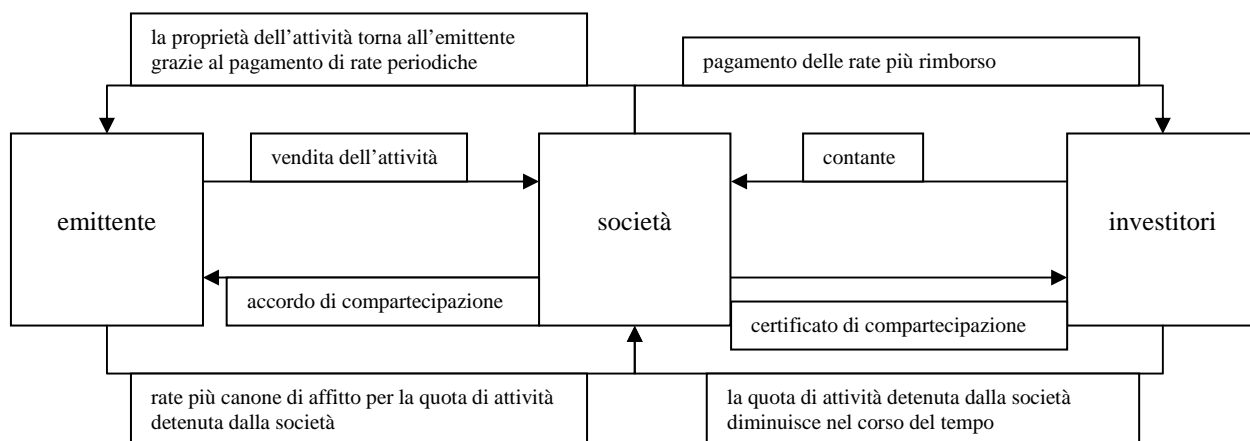 la proprietà dell’attività torna all’emittente
grazie al pagamento di rate periodiche
pagamento delle rate più rimborso
vendita dell’attività
contante
emittente
società
investitori
accordo di compartecipazione
certificato di compartecipazione
rate più canone di affitto per la quota di attività
detenuta dalla società
la quota di attività detenuta dalla società
diminuisce nel corso del tempo